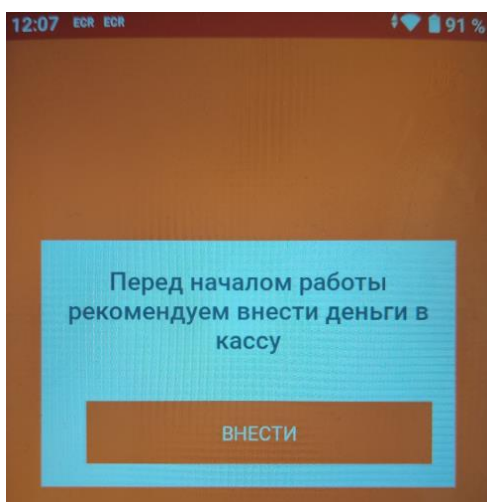 12:07 ECR ECR 91 %
Перед началом работы
рекомендуем внести деньги в
кассу
ВНЕСТИ